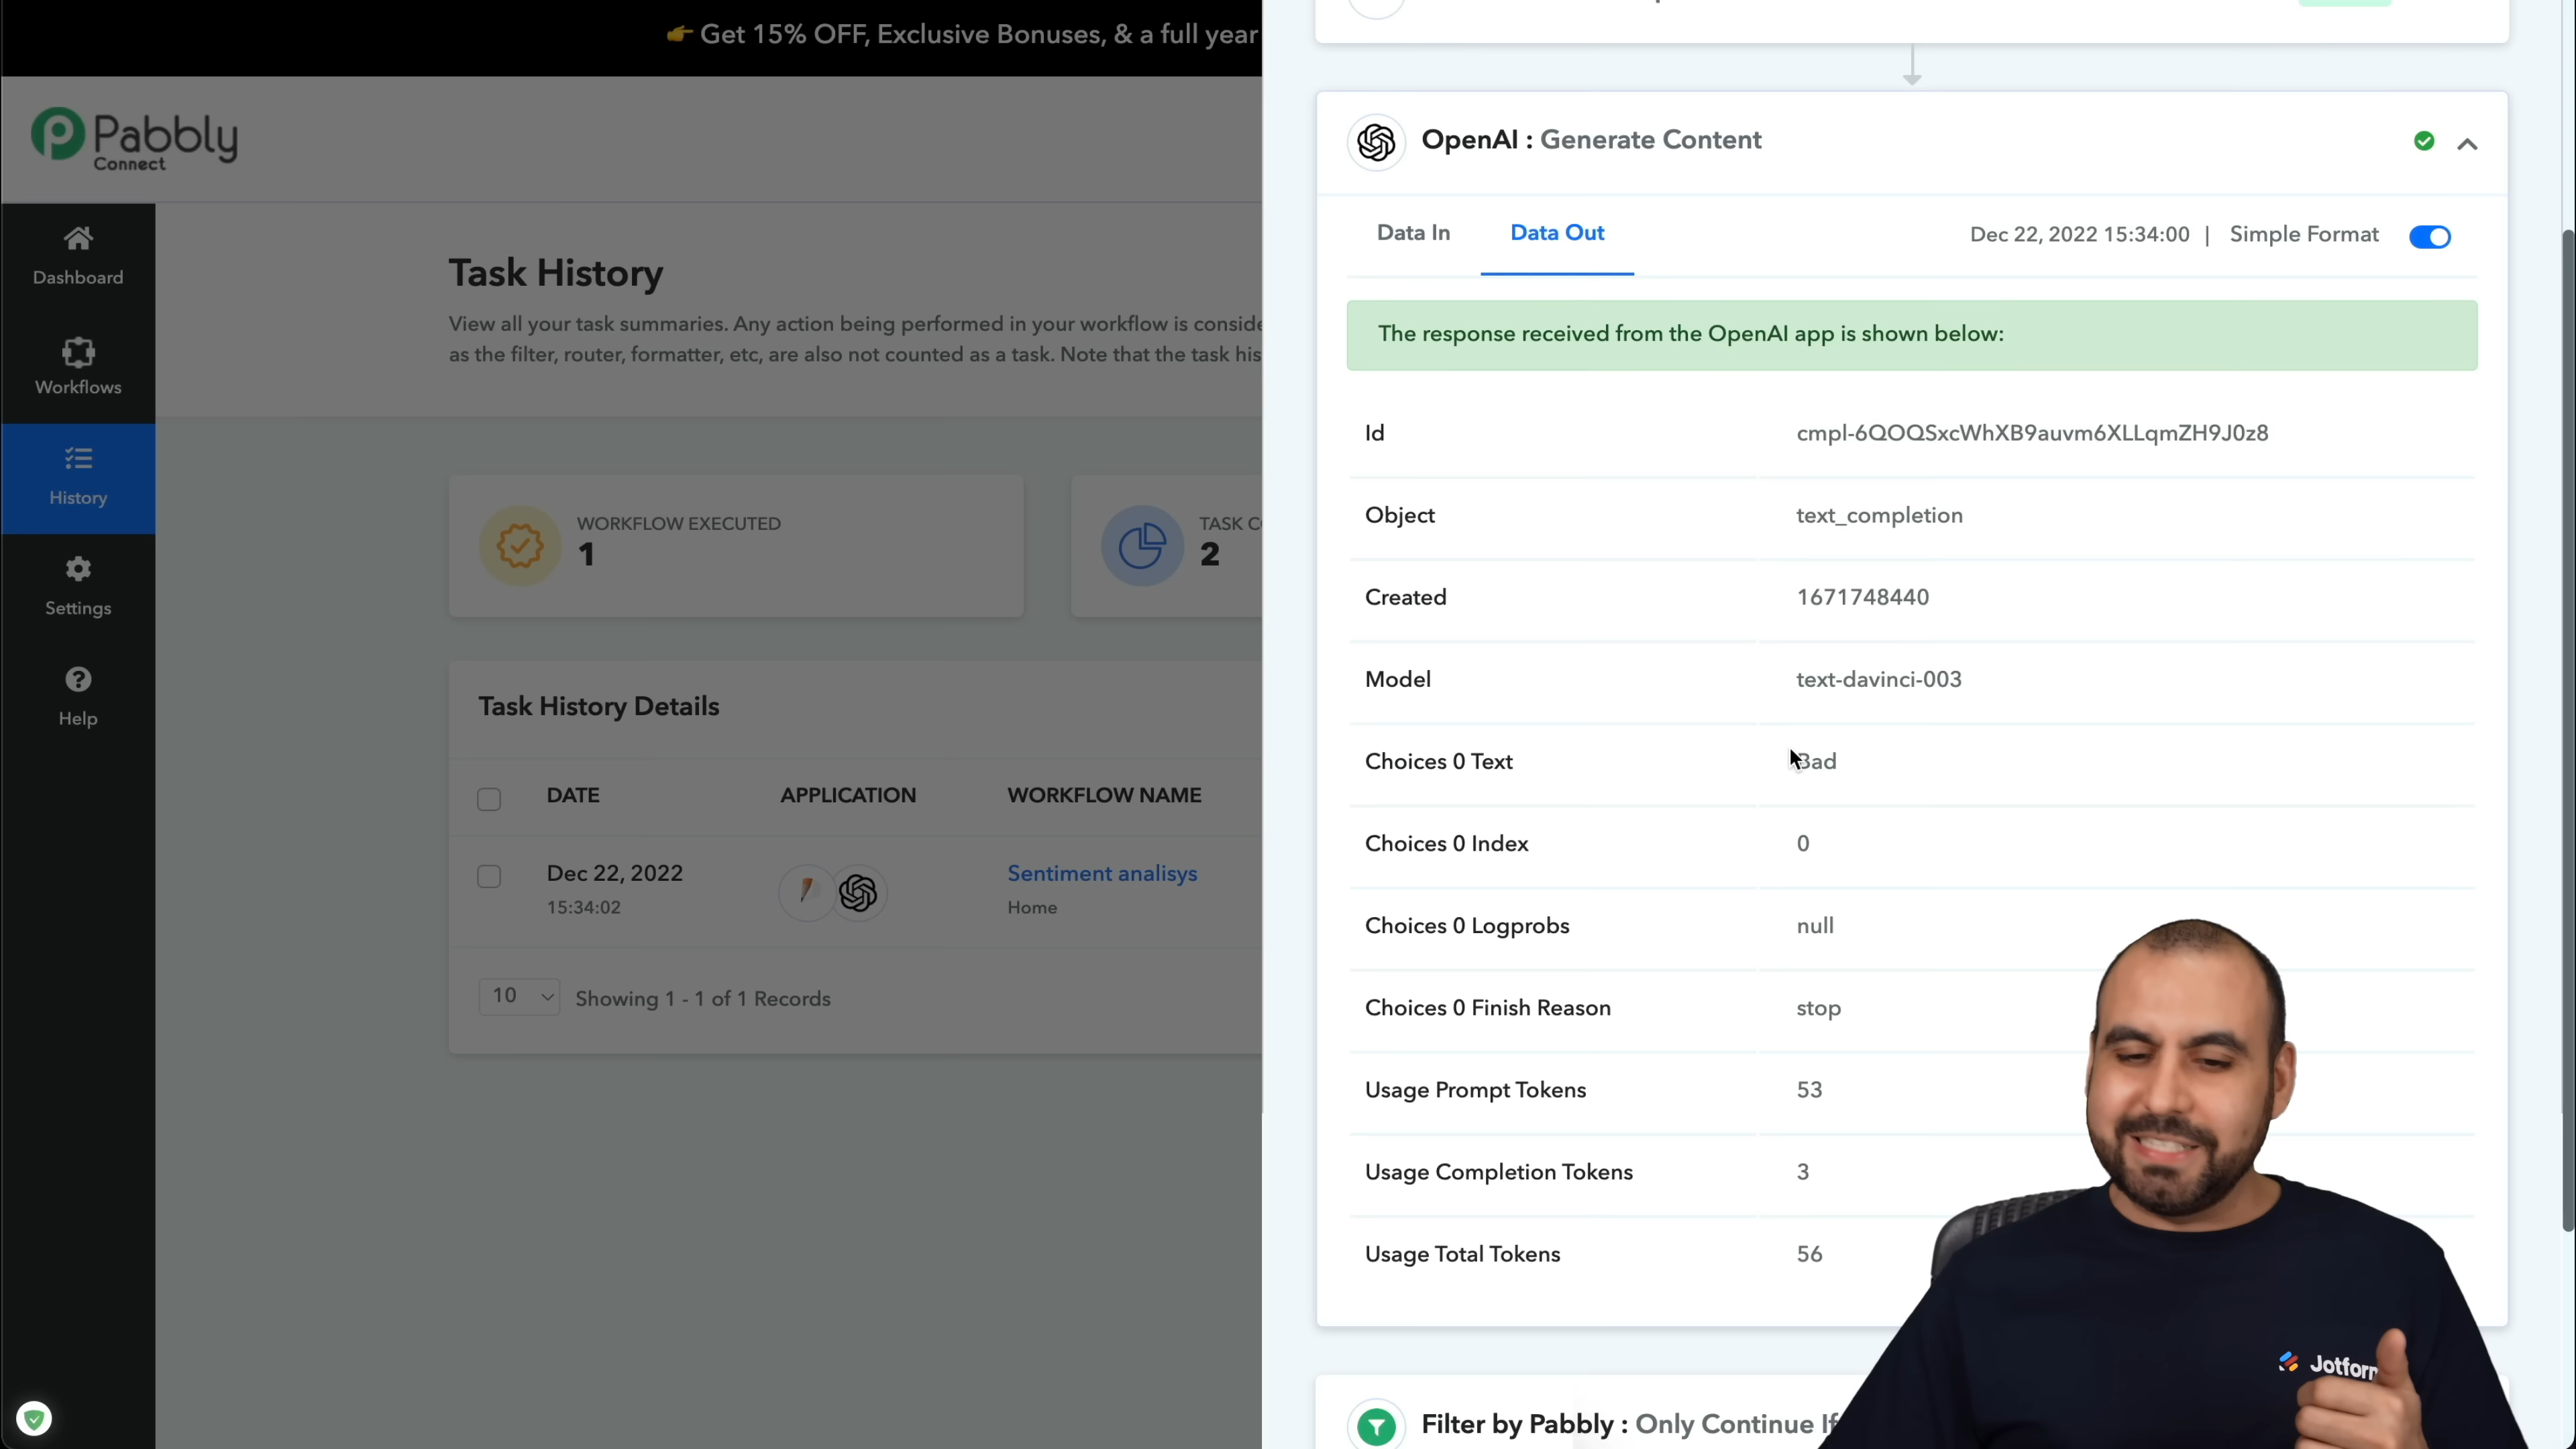 👉 Get 15% OFF, Exclusive Bonuses, & a full year
Pabbly
Connect
Dashboard
Workflows
History
Settings
Help
Task History
View all your task summaries. Any action being performed in your workflow is conside
as the filter, router, formatter, etc, are also not counted as a task. Note that the task his
WORKFLOW EXECUTED
1
TASK C
2
Task History Details
DATE APPLICATION WORKFLOW NAME
Dec 22, 2022 Sentiment analisys
15:34:02 Home
10 Showing 1 - 1 of 1 Records
OpenAI : Generate Content
Data In Data Out Dec 22, 2022 15:34:00 | Simple Format
The response received from the OpenAI app is shown below:
Id cmpl-6QOQSxcWhXB9auvm6XLLqmZH9J0z8
Object text_completion
Created 1671748440
Model text-davinci-003
Choices 0 Text Bad
Choices 0 Index 0
Choices 0 Logprobs null
Choices 0 Finish Reason stop
Usage Prompt Tokens 53
Usage Completion Tokens 3
Usage Total Tokens 56
Filter by Pabbly : Only Continue If
Jotform